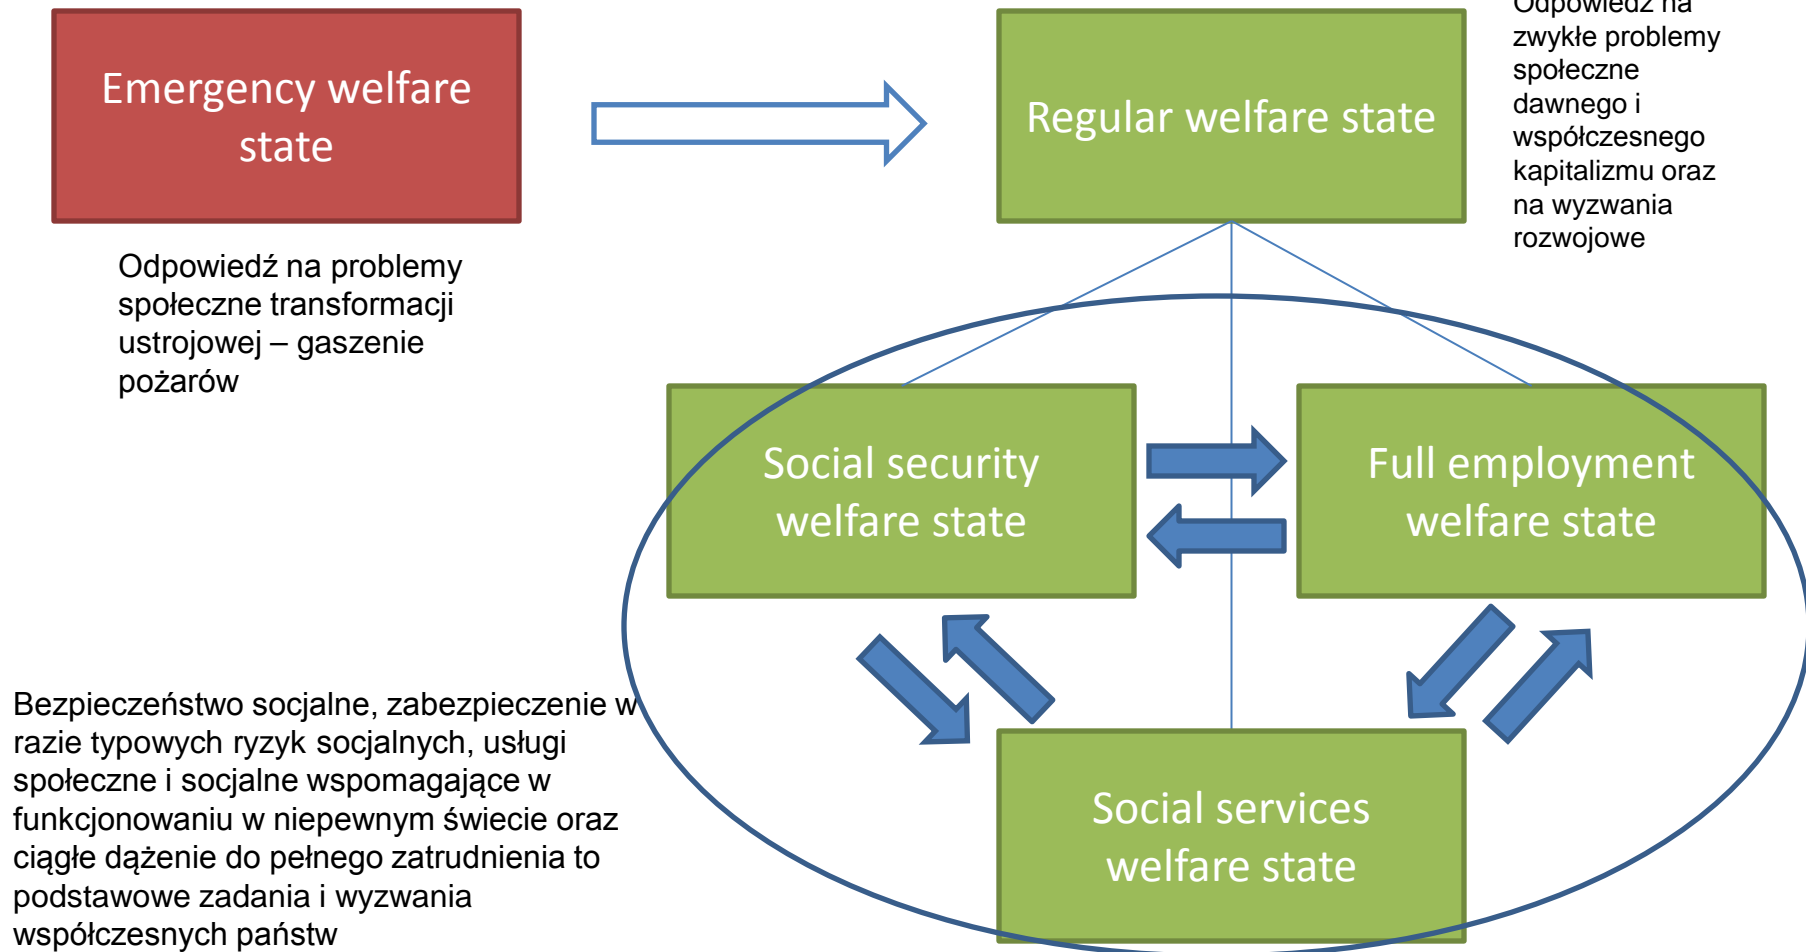 Emergency welfare
state
Regular welfare state
Odpowiedź na
zwykłe problemy
społeczne
dawnego i
współczesnego
kapitalizmu oraz
na wyzwania
rozwojowe
Odpowiedź na problemy
społeczne transformacji
ustrojowej – gaszenie
pożarów
Social security
welfare state
Full employment
welfare state
Bezpieczeństwo socjalne, zabezpieczenie w
razie typowych ryzyk socjalnych, usługi
społeczne i socjalne wspomagające w
funkcjonowaniu w niepewnym świecie oraz
ciągłe dążenie do pełnego zatrudnienia to
podstawowe zadania i wyzwania
współczesnych państw
Social services
welfare state